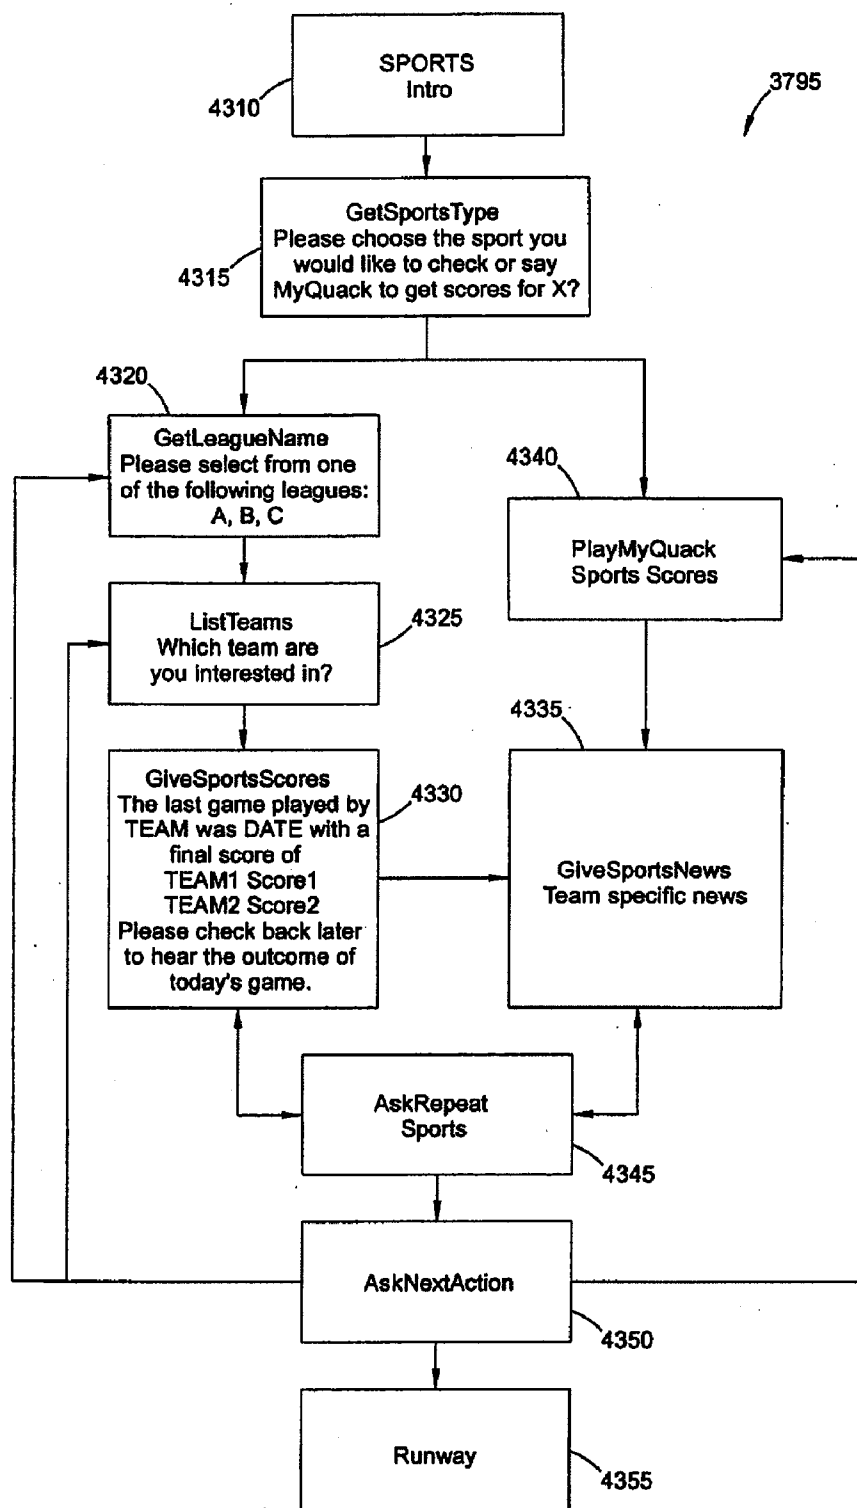 SPORTS
Intro
4310
3795
GetSportsType
Please choose the sport you
would like to check or say
MyQuack to get scores for X?
4315
4320
GetLeagueName
Please select from one
of the following leagues:
A, B, C
4340
PlayMyQuack
Sports Scores
ListTeams
Which team are
you interested in?
4325
4335
GiveSportsScores
The last game played by
TEAM was DATE with a
final score of
TEAM1 Score1
TEAM2 Score2
Please check back later
to hear the outcome of
today's game.
4330
GiveSportsNews
Team specific news
AskRepeat
Sports
4345
AskNextAction
4350
Runway
4355